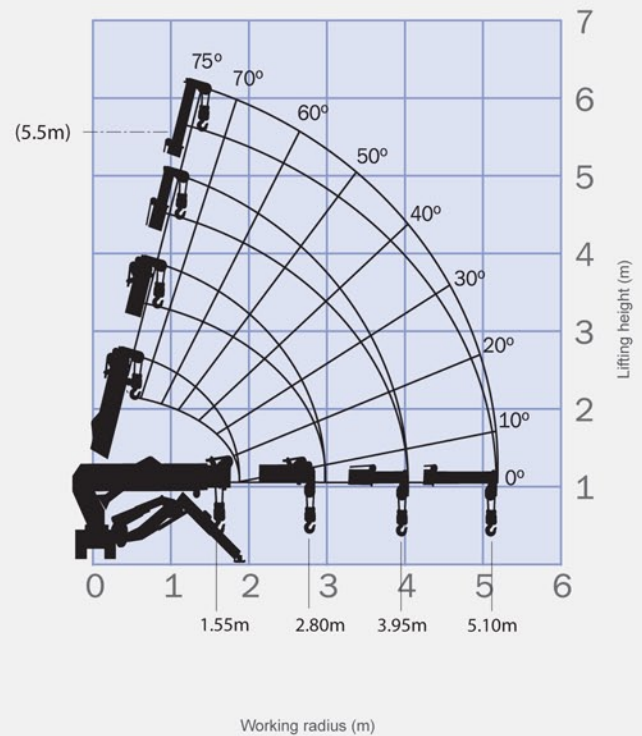 7
75º
70º
6
60º
(5.5m)
50º
5
40º
4
30º
3
20º
2
10º
0º
1
Lifting height (m)
0 1 2 3 4 5 6
1.55m 2.80m 3.95m 5.10m
Working radius (m)